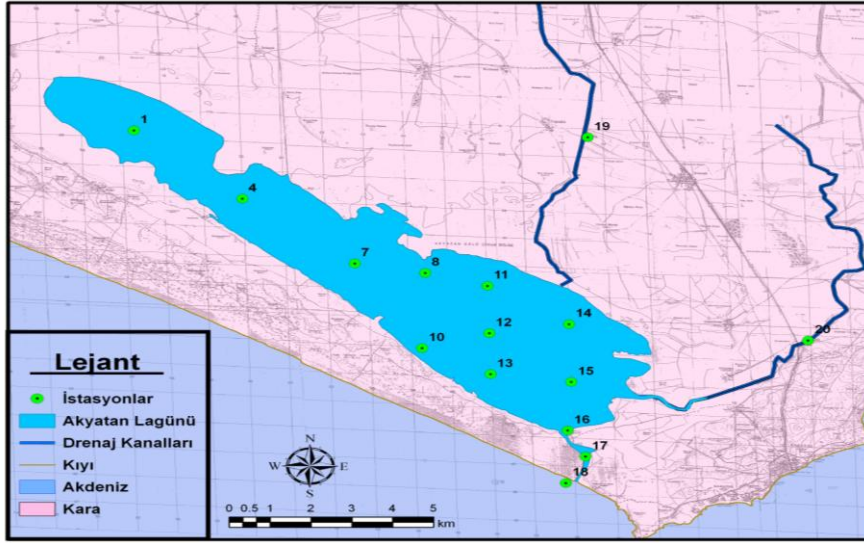 1
19
4
7
8
11
12
14
10
20
13
15
16
17
18
Lejant
İstasyonlar
Akyatan Lagünü
Drenaj Kanalları
Kıyı
Akdeniz
Kara
N
W E
S
0 0.5 1 2 3 4 5
km